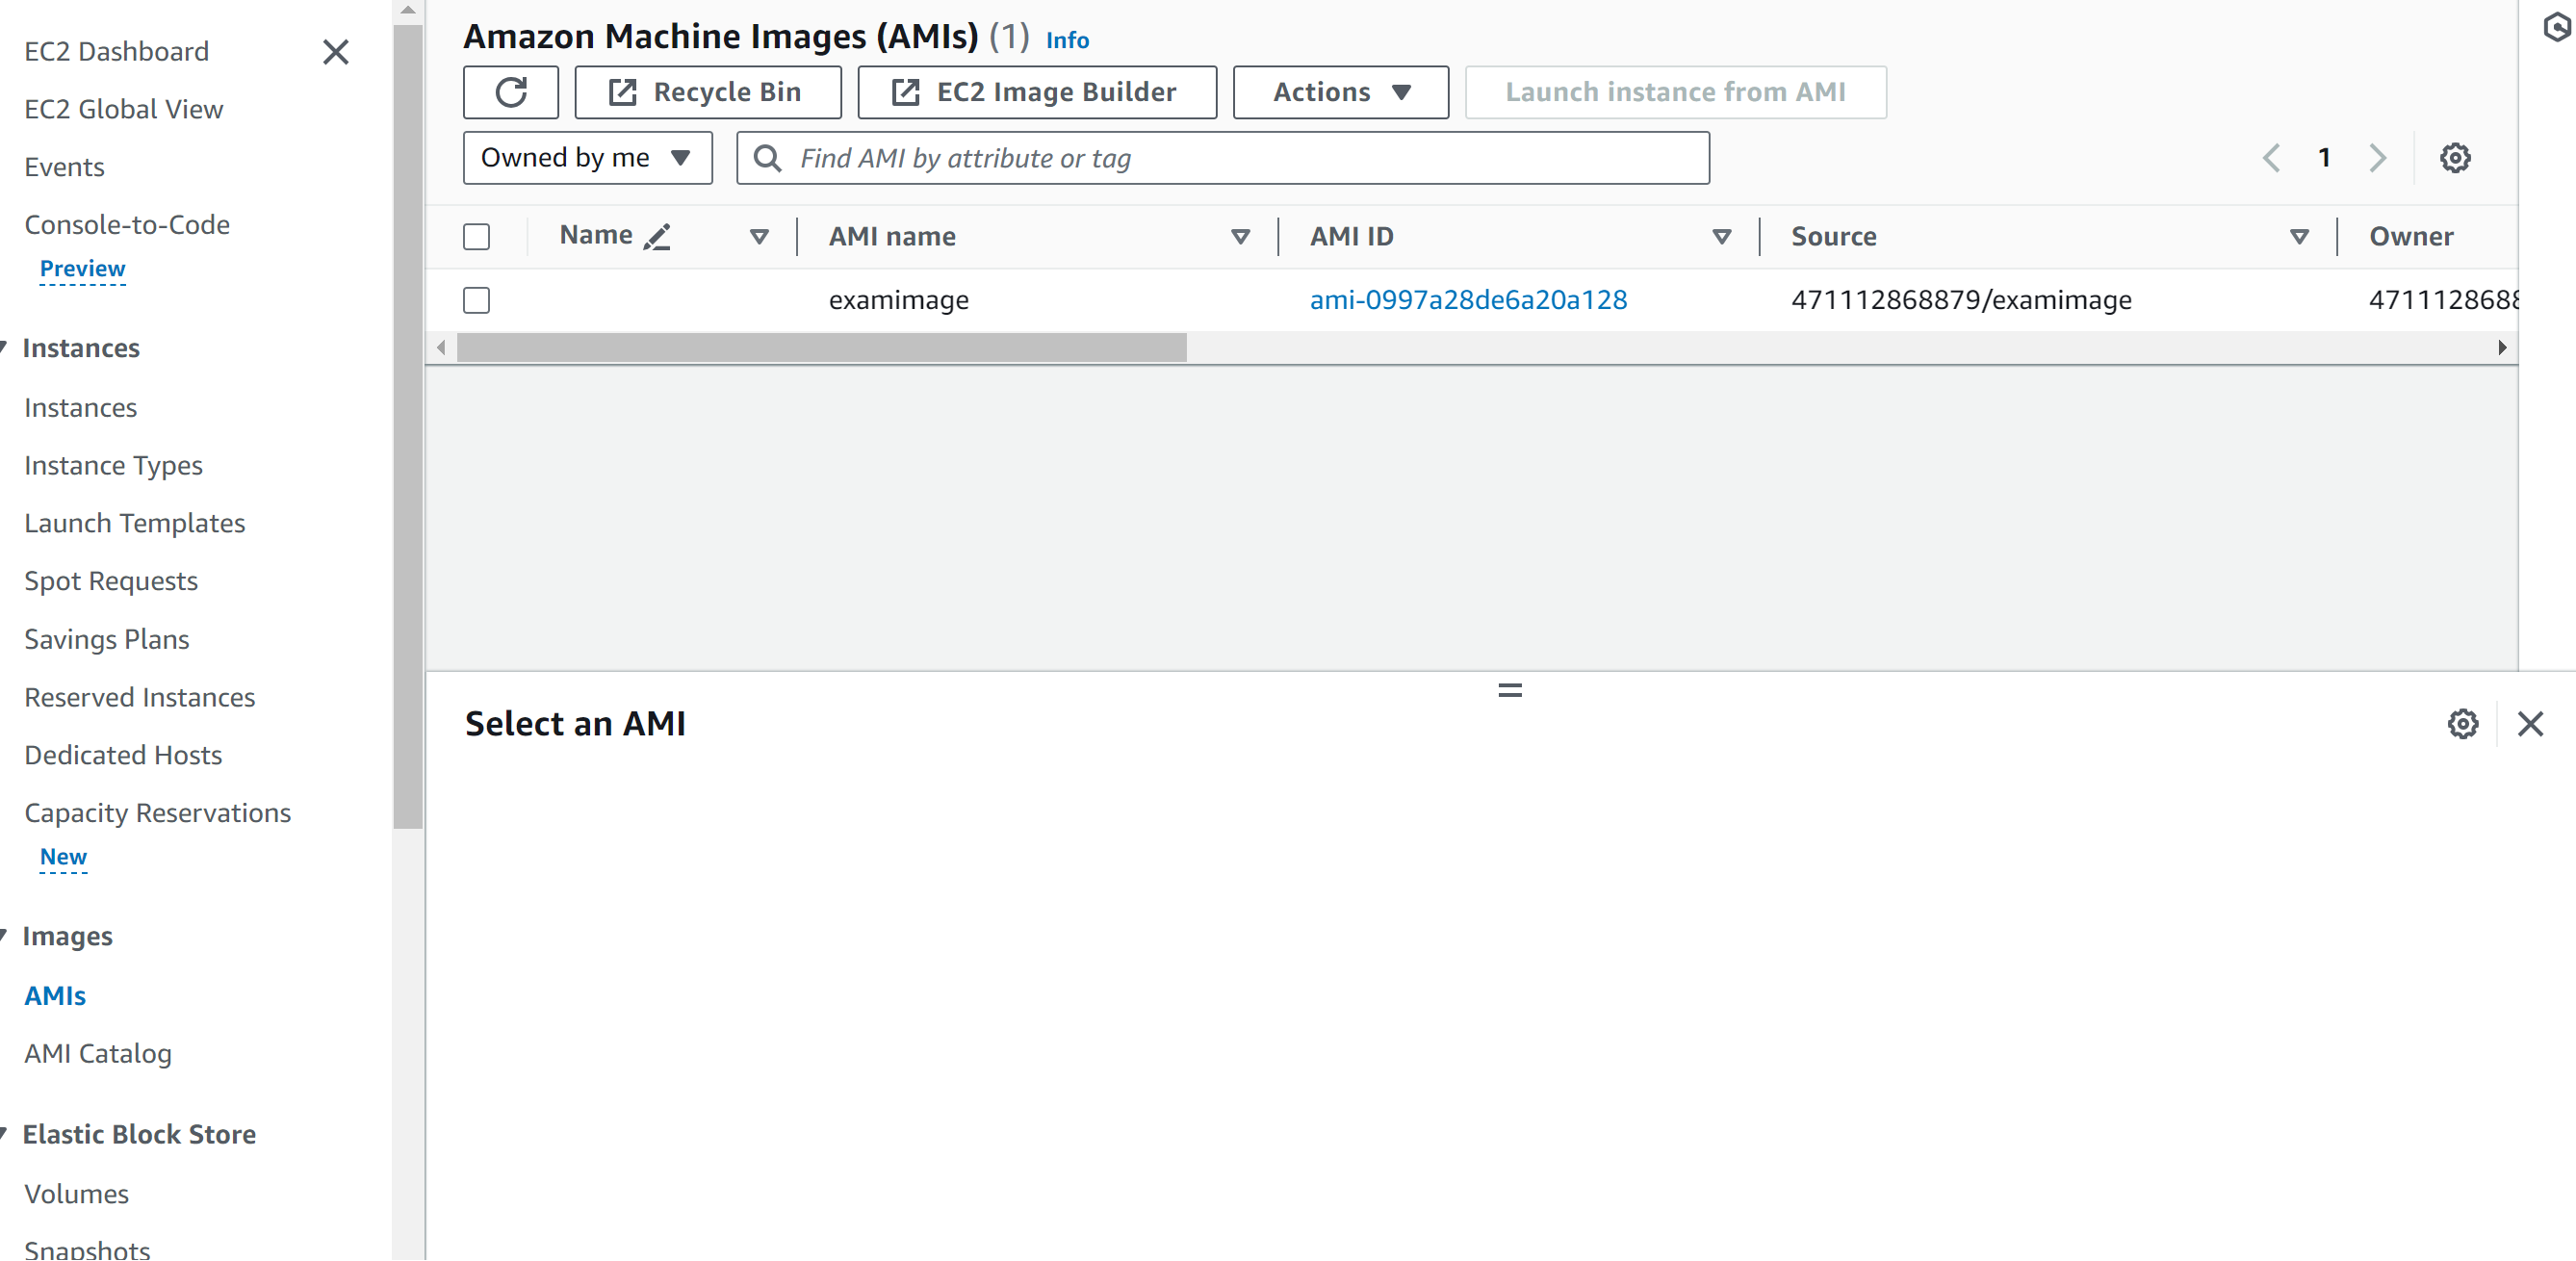 EC2 Dashboard
EC2 Global View
Events
Console-to-Code
Preview
Instances
Instances
Instance Types
Launch Templates
Spot Requests
Savings Plans
Reserved Instances
Dedicated Hosts
Capacity Reservations
New
Images
AMIs
AMI Catalog
Elastic Block Store
Volumes
Snapshots
Amazon Machine Images (AMIs) (1) Info
Recycle Bin EC2 Image Builder Actions Launch instance from AMI
Owned by me Find AMI by attribute or tag 1
Name AMI name AMI ID Source Owner
examimage ami-0997a28de6a20a128 471112868879/examimage 471112868
Select an AMI